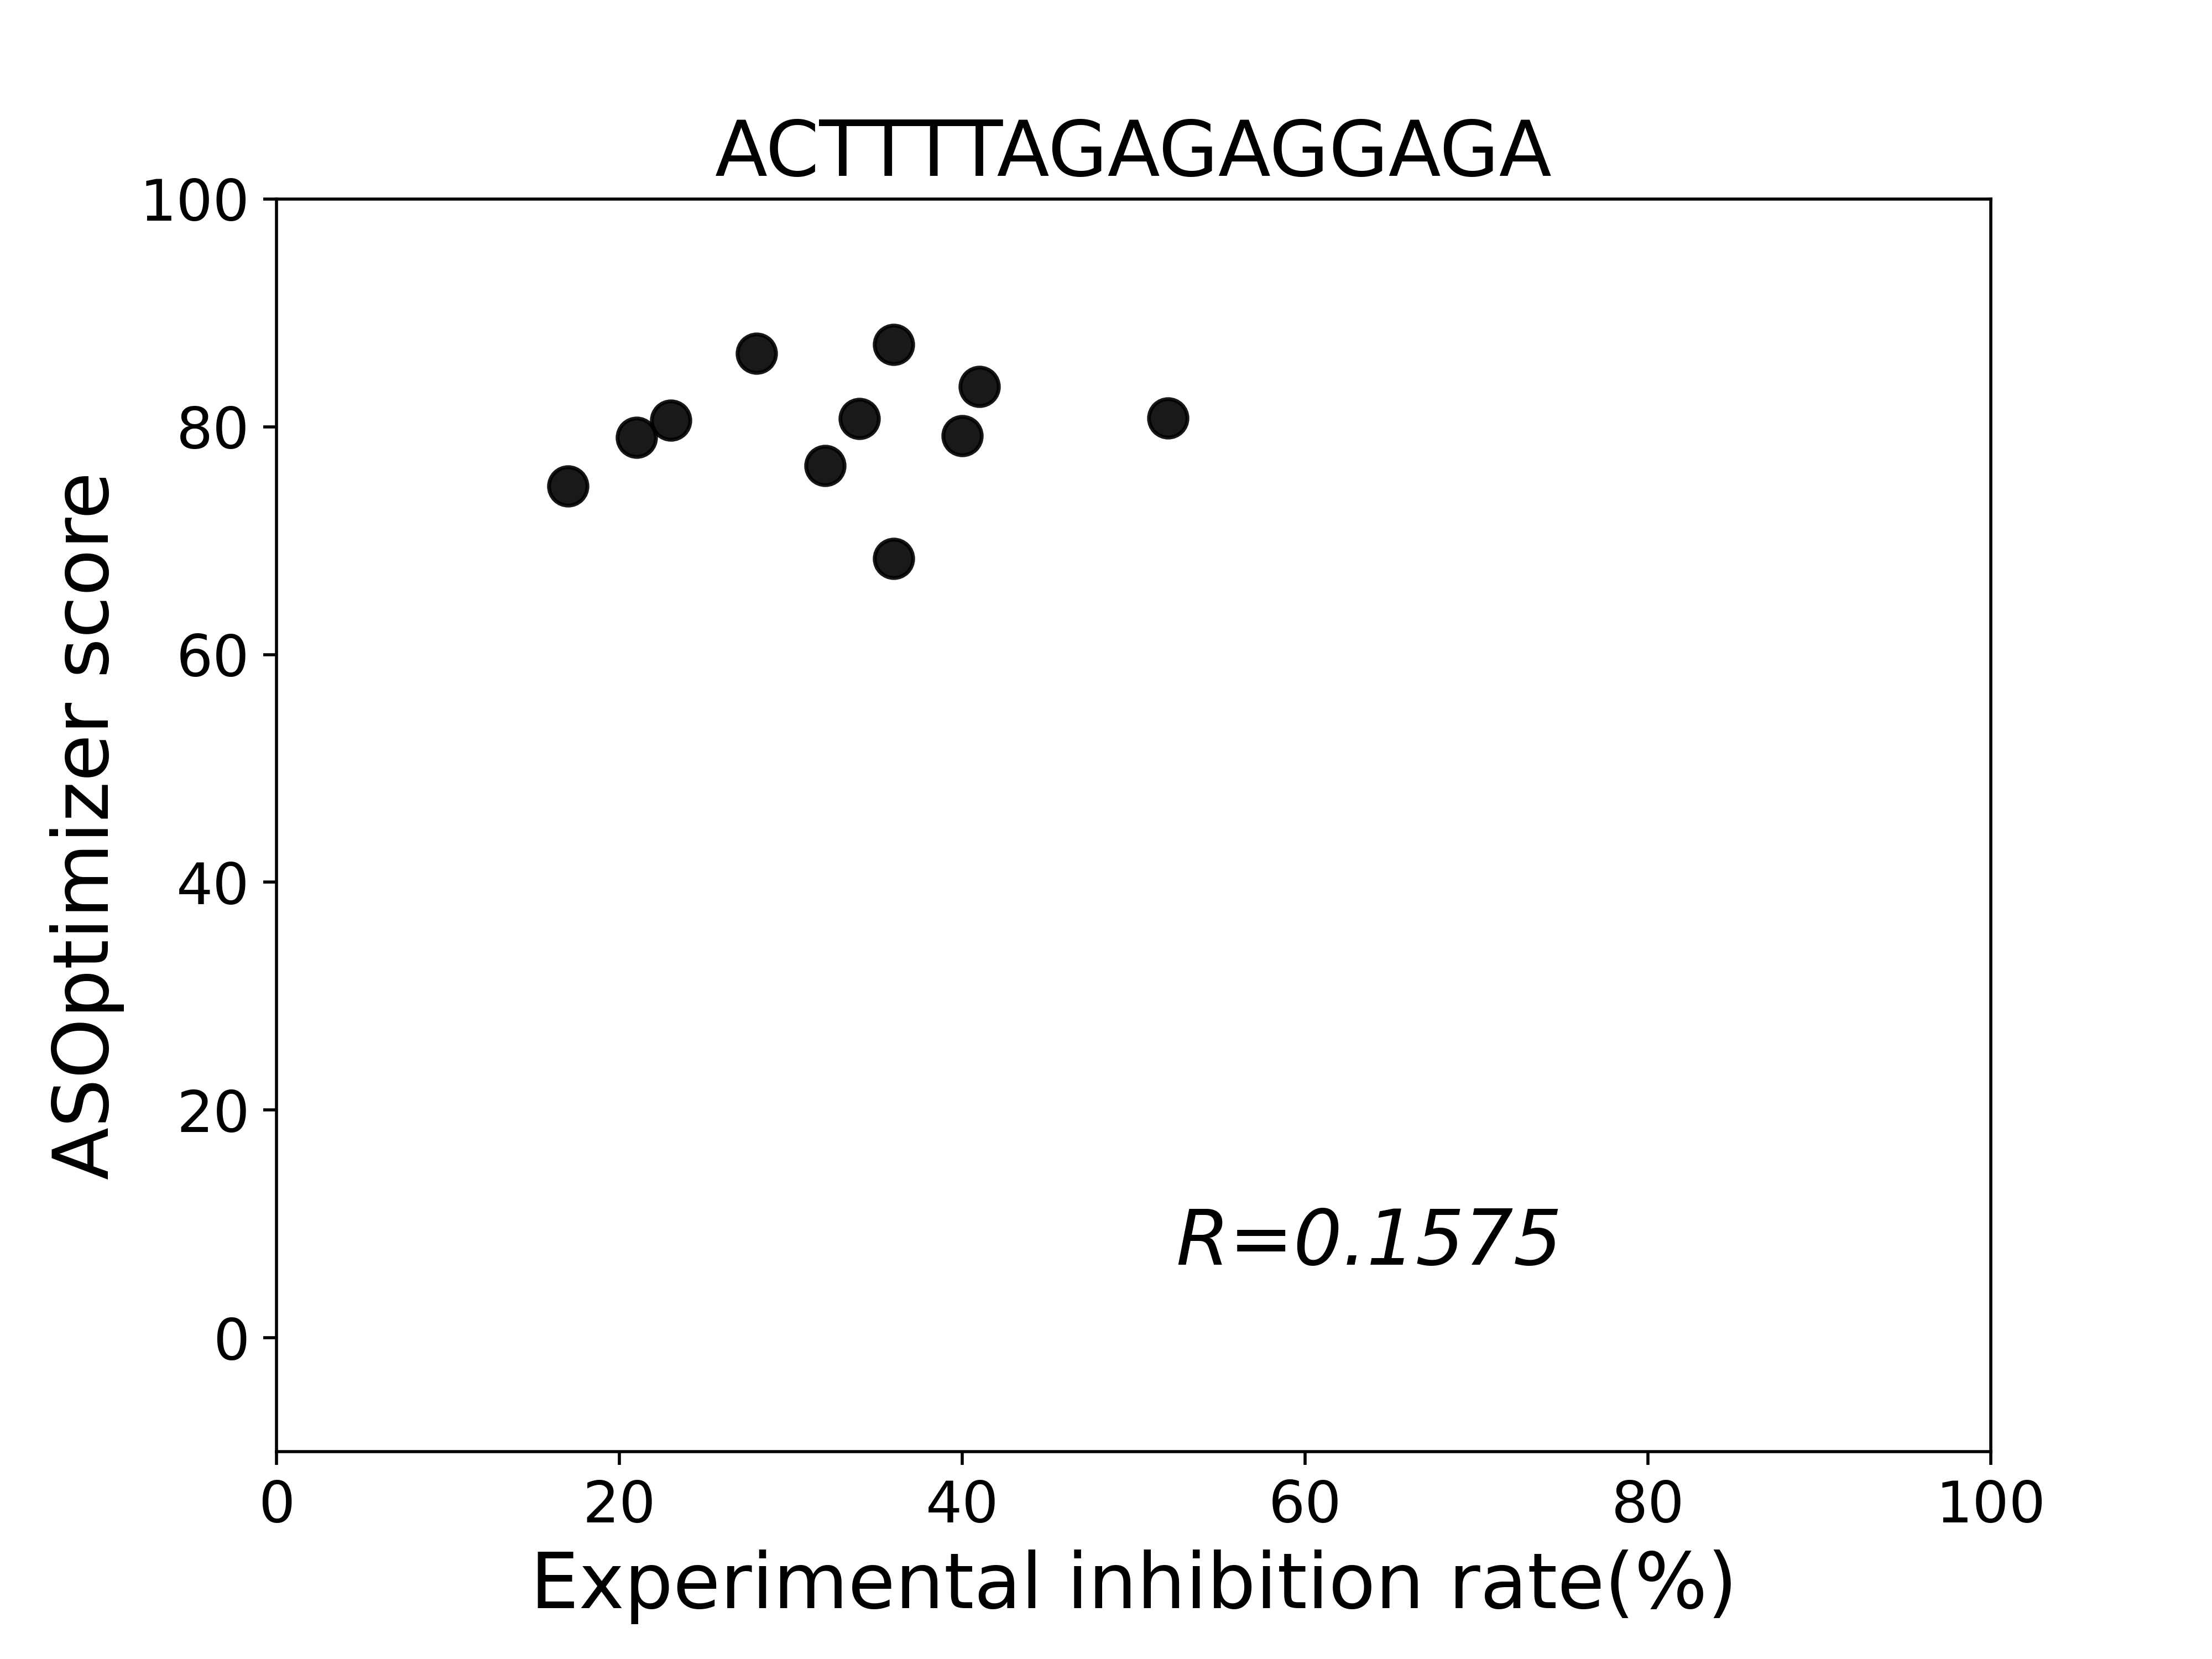 ACTTTTAGAGAGGAGA
100
80
60
40
20
0
ASOptimizer score
R=0.1575
0 20 40 60 80 100
Experimental inhibition rate(%)